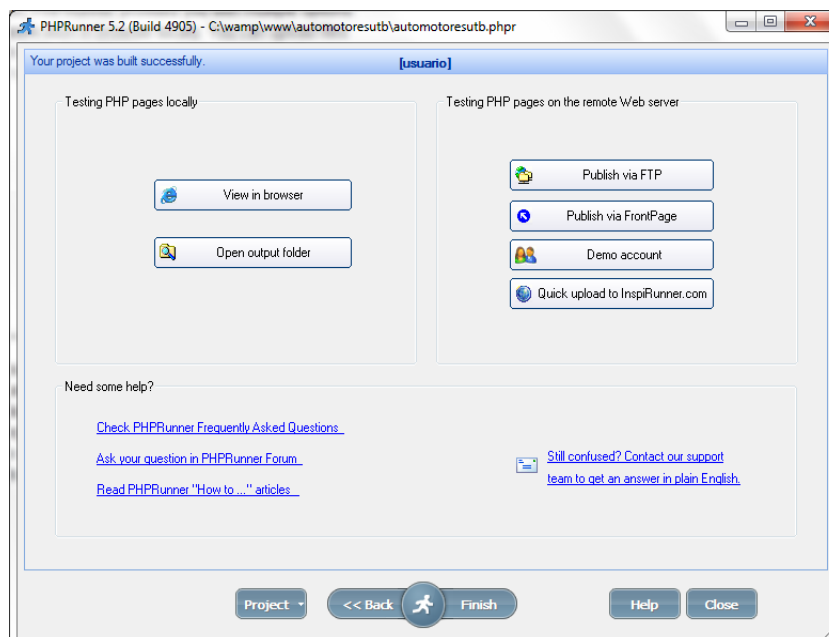 PHPRunner 5.2 (Build 4905) - C:\wamp\www\automotoresutb\automotoresutb.phpr
Your project was built successfully.
[usuario]
Testing PHP pages locally
View in browser
Open output folder
Testing PHP pages on the remote Web server
Publish via FTP
Publish via FrontPage
Demo account
Quick upload to InspiRunner.com
Need some help?
Check PHPRunner Frequently Asked Questions
Ask your question in PHPRunner Forum
Read PHPRunner "How to ..." articles
Still confused? Contact our support
team to get an answer in plain English.
Project
<< Back
Finish
Help
Close